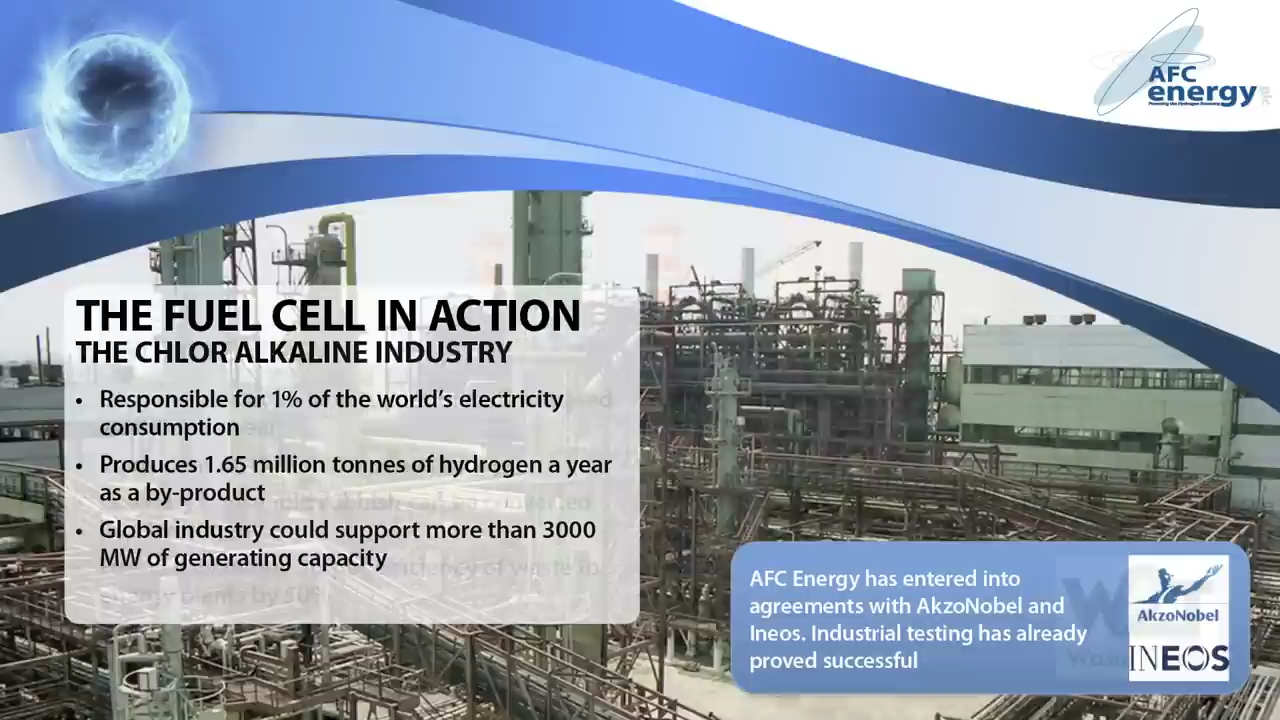 AFC
energy
Powering the Hydrogen Economy
plc
THE FUEL CELL IN ACTION
THE CHLOR ALKALINE INDUSTRY
• Responsible for 1% of the world's electricity
consumption
• Produces 1.65 million tonnes of hydrogen a year
as a by-product
• Global industry could support more than 3000
MW of generating capacity
AFC Energy has entered into
agreements with AkzoNobel and
Ineos. Industrial testing has already
proved successful
AkzoNobel
INEOS